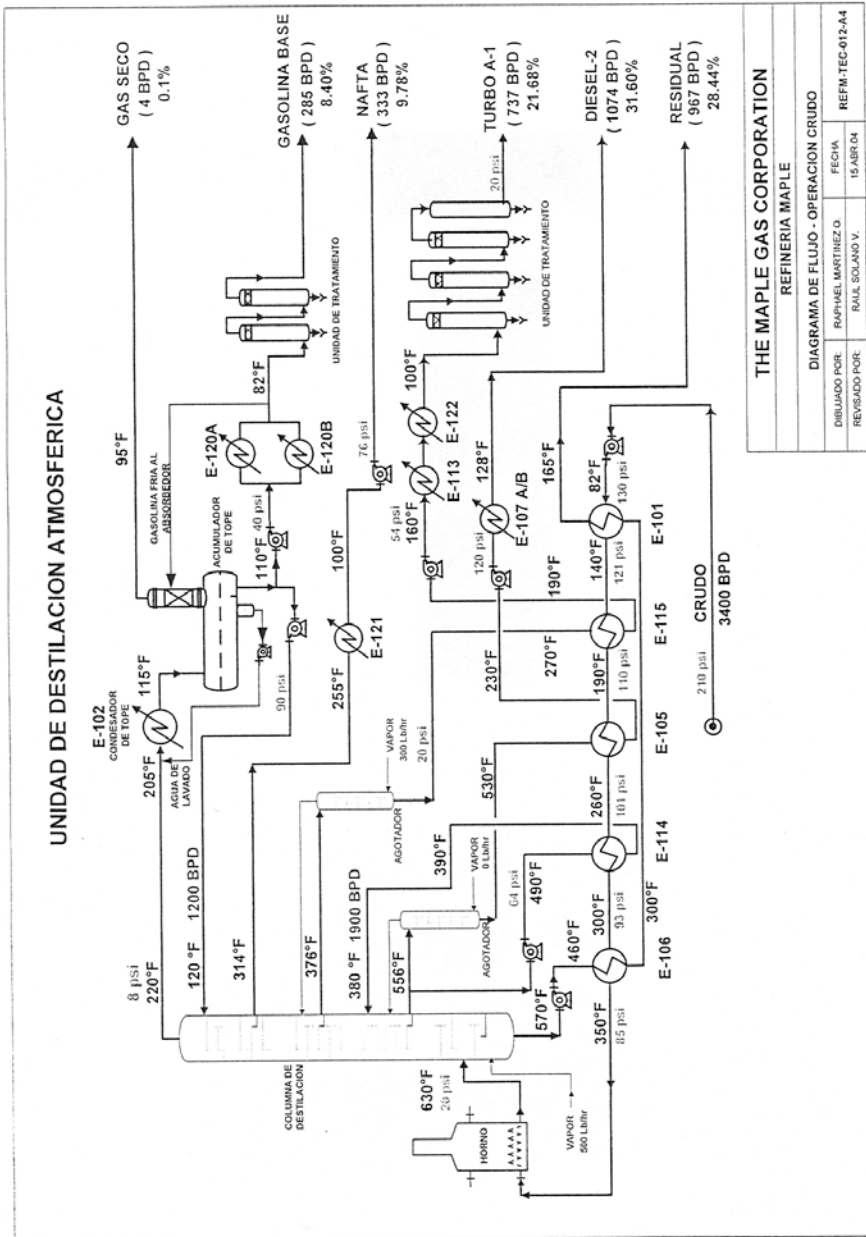 UNIDAD DE DESTILACION ATMOSFERICA
GAS SECO
( 4 BPD )
0.1%
GASOLINA BASE
( 285 BPD )
8.40%
NAFTA
( 333 BPD )
9.78%
TURBO A-1
( 737 BPD )
21.68%
DIESEL-2
( 1074 BPD )
31.60%
RESIDUAL
( 967 BPD )
28.44%
95°F
GASOLINA FRIA AL
ABSORBEDOR
ACUMULADOR
DE TOPE
E-102
CONDESADOR
DE TOPE
115°F
205°F
AGUA DE
LAVADO
8 psi
220°F
120 °F
1200 BPD
90 psi
110°F
40 psi
E-120A
E-120B
82°F
UNIDAD DE TRATAMIENTO
314°F
255°F
E-121
100°F
76 psi
376°F
VAPOR
300 Lb/hr
AGOTADOR
20 psi
54 psi
160°F
E-113
E-122
100°F
UNIDAD DE TRATAMIENTO
20 psi
380 °F
1900 BPD
390°F
556°F
VAPOR
0 Lb/hr
AGOTADOR
64 psi
490°F
530°F
230°F
270°F
190°F
120 psi
E-107 A/B
128°F
165°F
COLUMNA DE
DESTILACION
630°F
20 psi
HORNO
VAPOR
500 Lb/hr
570°F
460°F
350°F
85 psi
E-106
300°F
93 psi
300°F
E-114
260°F
101 psi
E-105
190°F
110 psi
E-115
140°F
121 psi
E-101
82°F
130 psi
CRUDO
3400 BPD
210 psi
THE MAPLE GAS CORPORATION
REFINERIA MAPLE
DIAGRAMA DE FLUJO - OPERACION CRUDO
DIBUJADO POR: RAPHAEL MARTINEZ O. FECHA REFM-TEC-012-A4
REVISADO POR: RAUL SOLANO V. 15 ABR.04